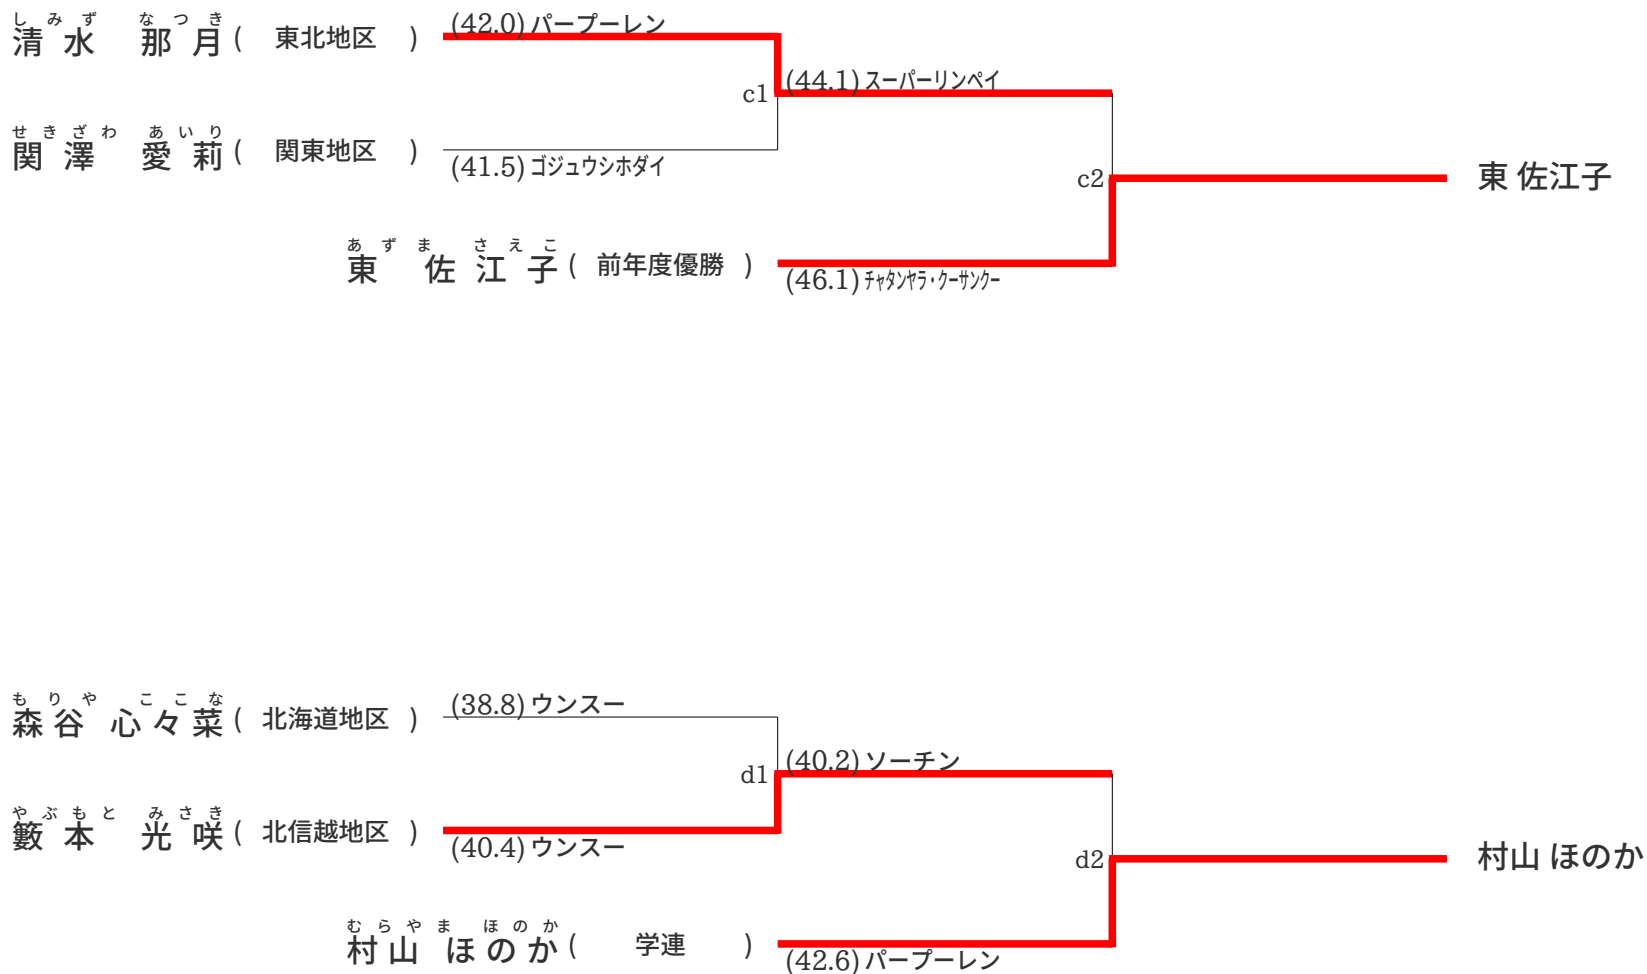 しみず なつき
清水 那月 ( 東北地区 ) (42.0) パープーレン
c1 (44.1) スーパーリンペイ
せきざわ あいり
関澤 愛莉 ( 関東地区 ) (41.5) ゴジュウシホダイ
c2 東 佐江子
あずま さえこ
東 佐江子 ( 前年度優勝 ) (46.1) チャタンヤラ・クーサンクー
もりや ここな
森谷 心々菜 ( 北海道地区 ) (38.8) ウンスー
d1 (40.2) ソーチン
やぶもと みさき
籔本 光咲 ( 北信越地区 ) (40.4) ウンスー
d2 村山 ほのか
むらやま ほのか
村山 ほのか ( 学連 ) (42.6) パープーレン